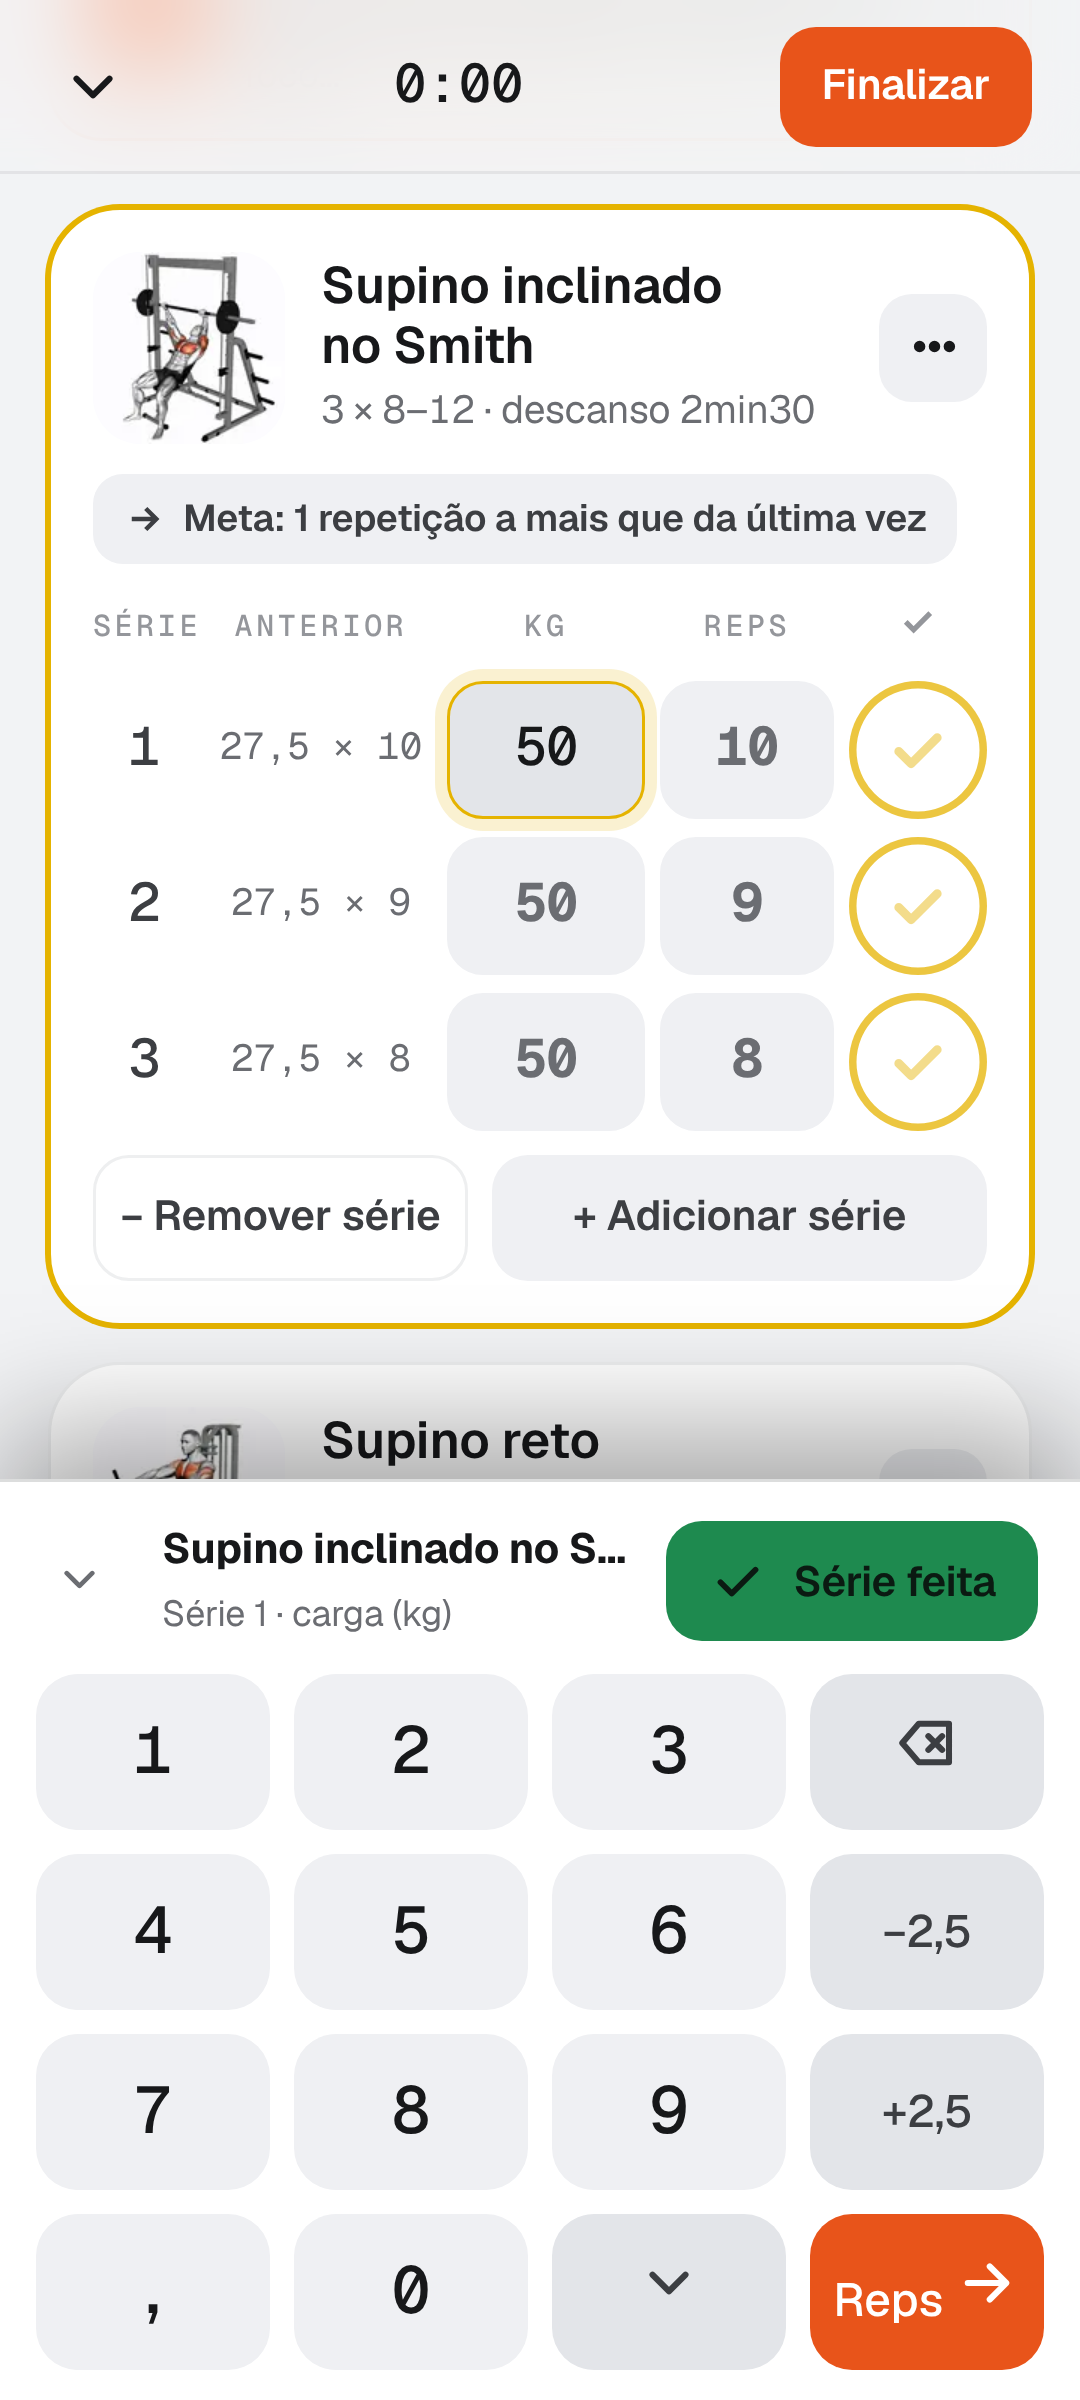 0:00
Finalizar
Supino inclinado
no Smith
3 × 8–12 · descanso 2min30
→ Meta: 1 repetição a mais que da última vez
SÉRIE ANTERIOR KG REPS ✓
1 27,5 × 10 50 10
2 27,5 × 9 50 9
3 27,5 × 8 50 8
– Remover série + Adicionar série
Supino reto
Supino inclinado no S...
Série 1 · carga (kg)
Série feita
1 2 3
4 5 6 −2,5
7 8 9 +2,5
, 0 Reps →